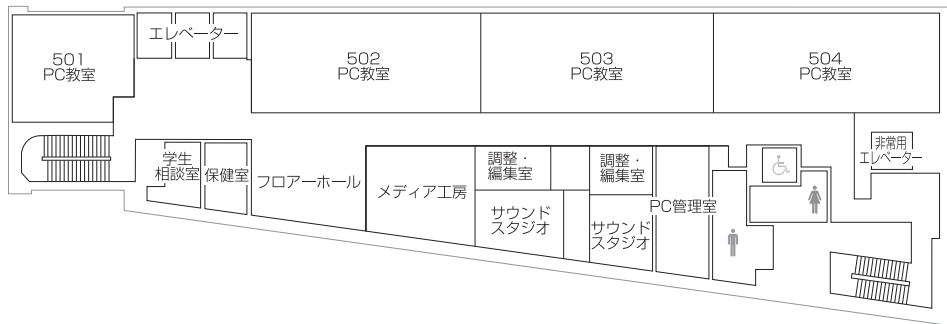 501
PC教室
エレベーター
502
PC教室
503
PC教室
504
PC教室
非常用
エレベーター
学生
相談室
保健室
フロアーホール
メディア工房
調整・
編集室
サウンド
スタジオ
調整・
編集室
サウンド
スタジオ
PC管理室